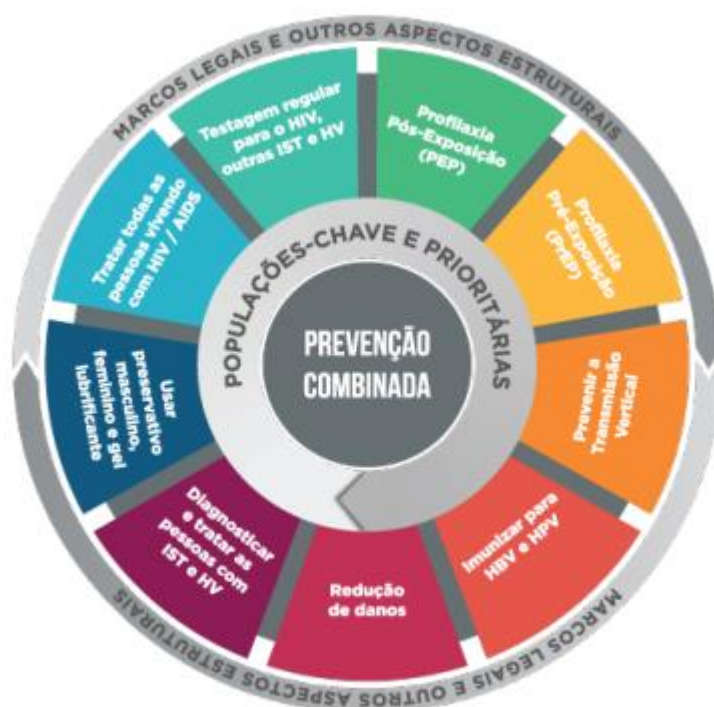 MARCOS LEGAIS E OUTROS ASPECTOS ESTRUTURAIS
Testagem regular
para o HIV,
outras IST e HV
Profilaxia
Pós-Exposição
(PEP)
Profilaxia
Pré-Exposição
(PrEP)
Prevenir a
Transmissão
Vertical
Imunizar para
HBV e HPV
Redução
de danos
Diagnosticar
e tratar as
pessoas com
IST e HV
Usar
preservativo
masculino,
feminino e gel
lubrificante
Tratar todas as
pessoas vivendo
com HIV / AIDS
POPULAÇÕES-CHAVE E PRIORITÁRIAS
PREVENÇÃO
COMBINADA
MARCOS LEGAIS E OUTROS ASPECTOS ESTRUTURAIS